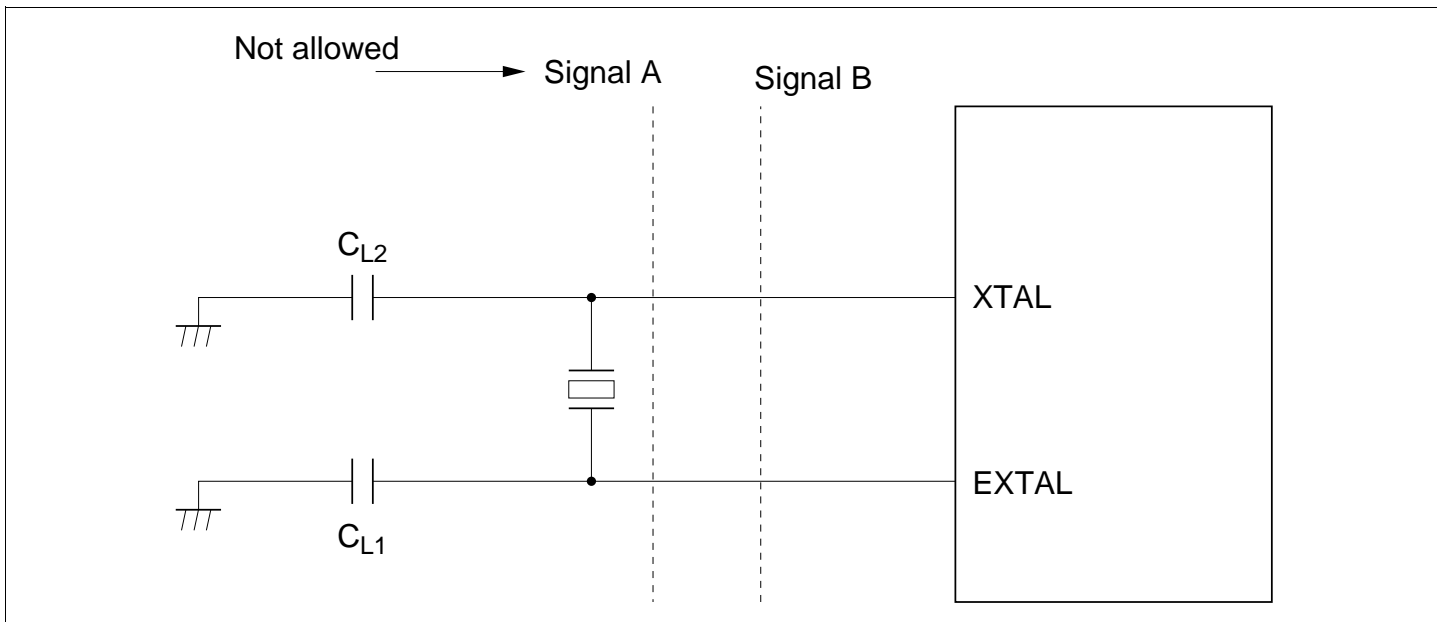 Not allowed
Signal A
Signal B
CL2
XTAL
EXTAL
CL1